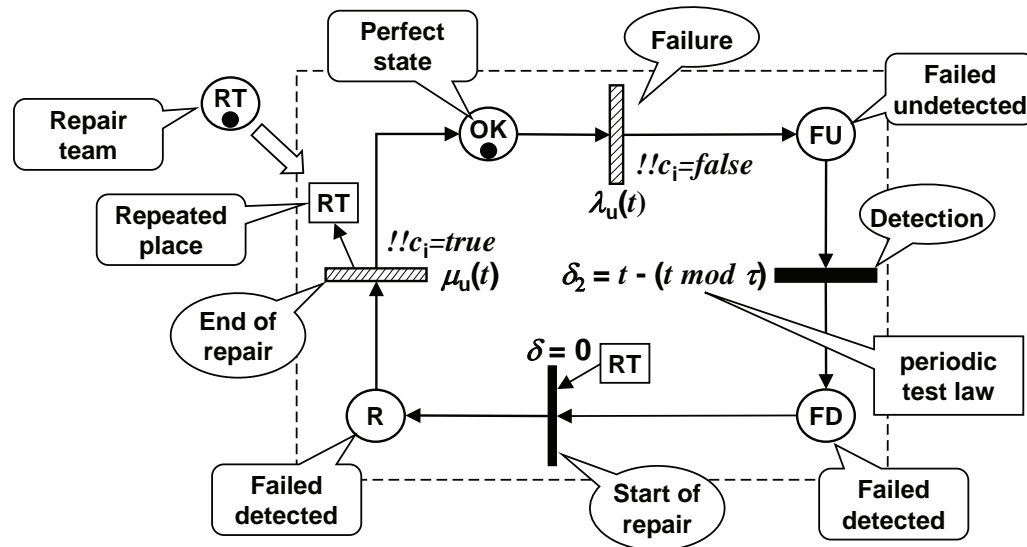 Perfect
state
Failure
Failed
undetected
RT
Repair
team
OK
FU
!!ci=false
λu(t)
Repeated
place
RT
!!ci=true
μu(t)
Detection
δ2 = t - (t mod τ)
End of
repair
δ = 0
RT
periodic
test law
R
FD
Failed
detected
Start of
repair
Failed
detected